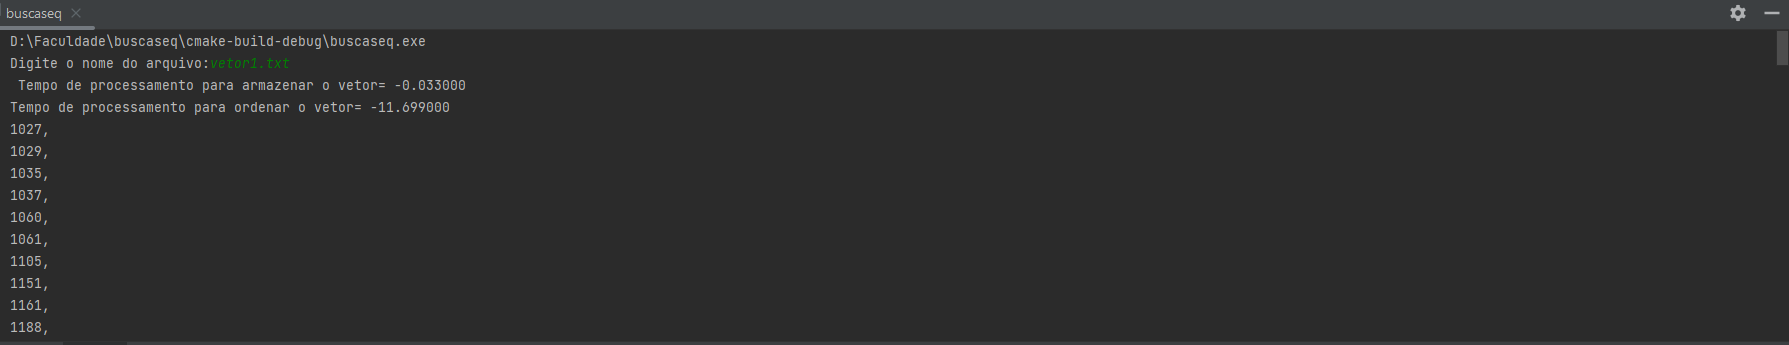 buscaseq
D:\Faculdade\buscaseq\cmake-build-debug\buscaseq.exe
Digite o nome do arquivo:vetor1.txt
Tempo de processamento para armazenar o vetor= -0.033000
Tempo de processamento para ordenar o vetor= -11.699000
1027,
1029,
1035,
1037,
1060,
1061,
1105,
1151,
1161,
1188,